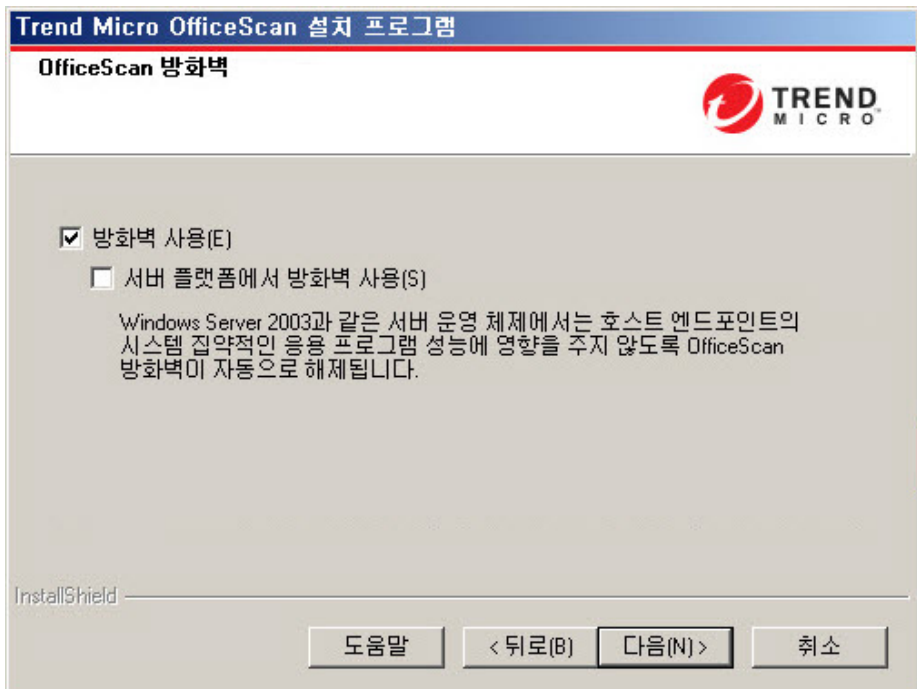 Trend Micro OfficeScan 설치 프로그램
OfficeScan 방화벽
TREND
MICRO
방화벽 사용(E)
서버 플랫폼에서 방화벽 사용(S)
Windows Server 2003과 같은 서버 운영 체제에서는 호스트 엔드포인트의
시스템 집약적인 응용 프로그램 성능에 영향을 주지 않도록 OfficeScan
방화벽이 자동으로 해제됩니다.
InstallShield
도움말
< 뒤로(B)
다음(N) >
취소